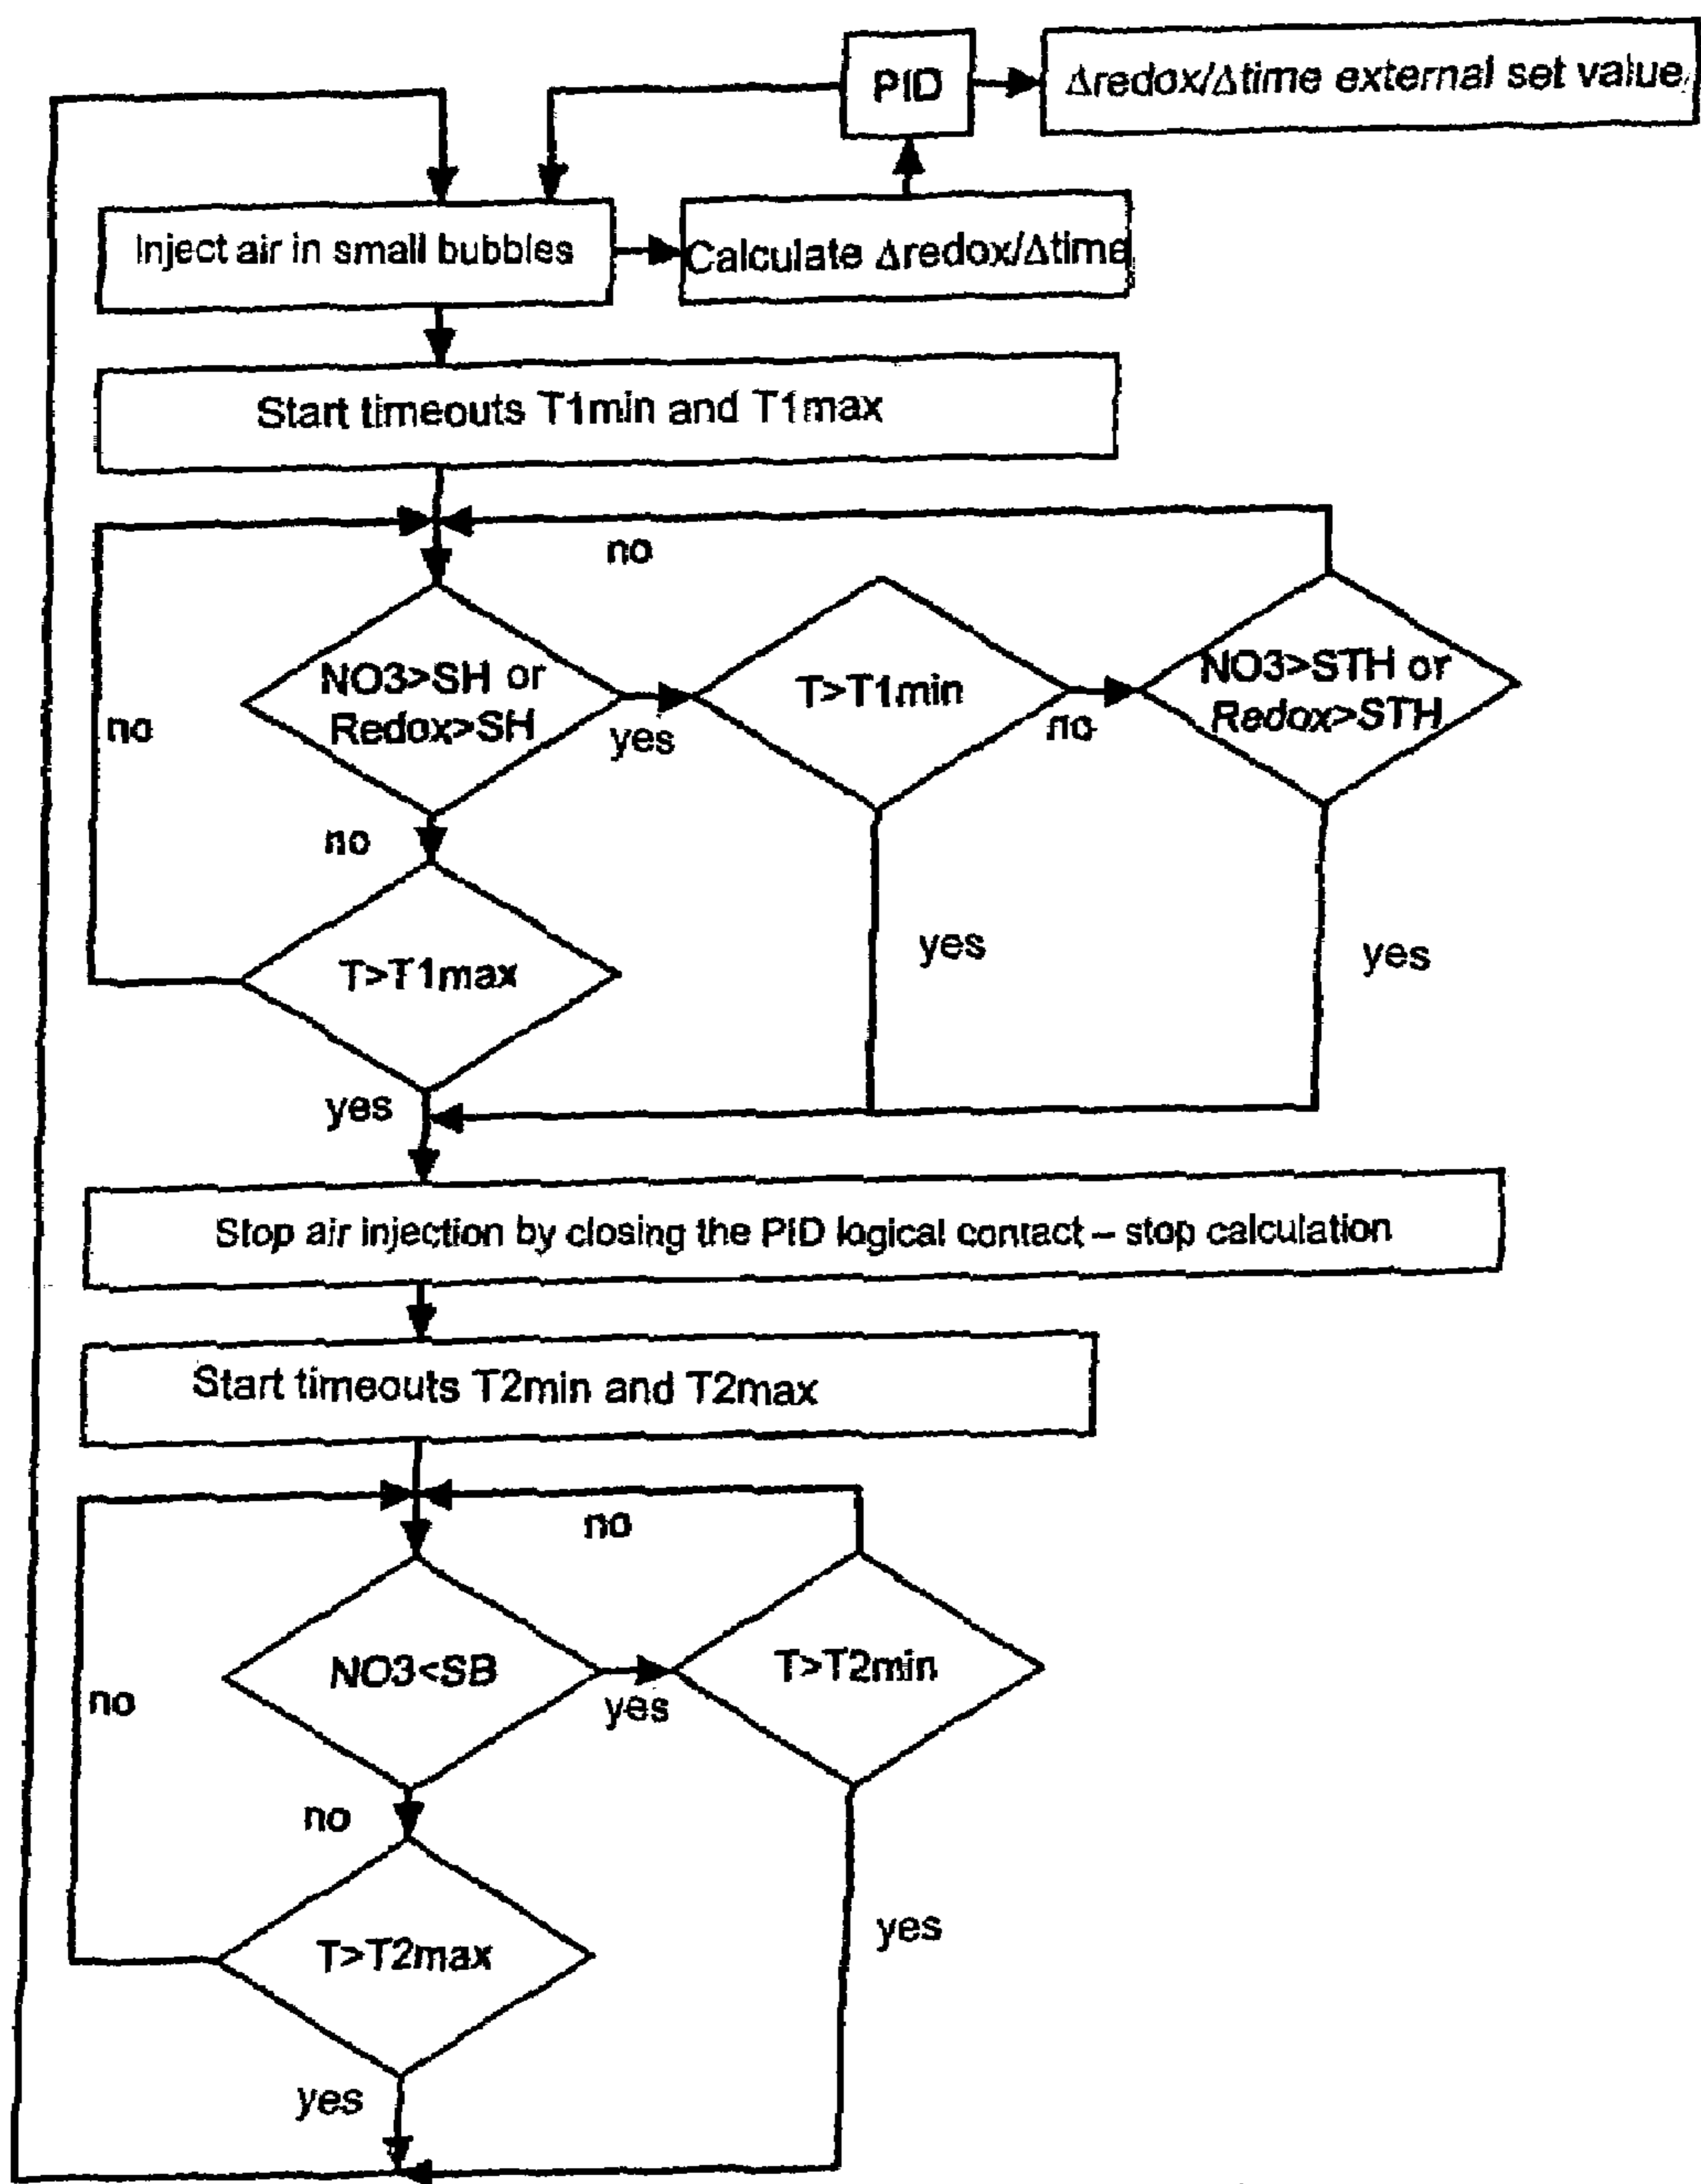 PID
Δredox/Δtime external set value
Inject air in small bubbles
Calculate Δredox/Δtime
Start timeouts T1min and T1max
no
NO3>SH or
Redox>SH
yes
T>T1min
no
NO3>STH or
Redox>STH
no
no
T>T1max
yes
yes
yes
Stop air injection by closing the PID logical contact – stop calculation
Start timeouts T2min and T2max
no
NO3<SB
yes
T>T2min
no
no
T>T2max
yes
yes